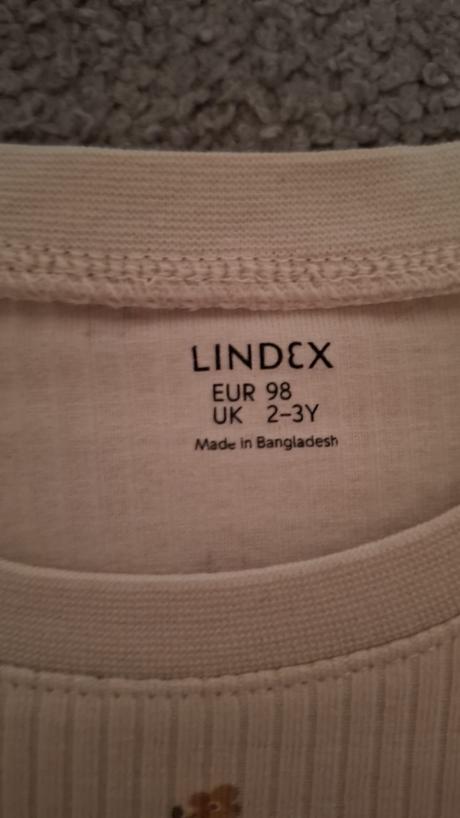 LINDEX
EUR 98
UK 2-3Y
Made in Bangladesh